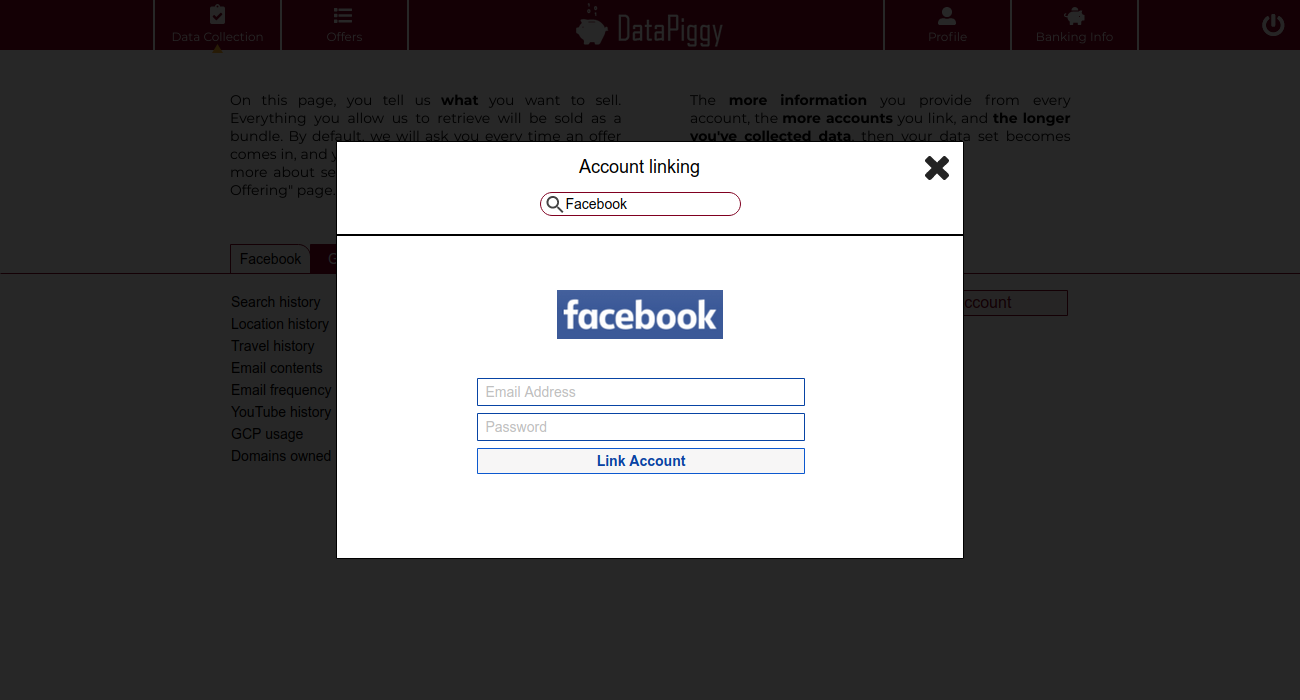 Data Collection
Offers
DataPiggy
Profile
Banking Info
On this page, you tell us what you want to sell.
Everything you allow us to retrieve will be sold as a
bundle. By default, we will ask you every time an offer
comes in, and
more about
Offering" page.
The more information you provide from every
account, the more accounts you link, and the longer
you've collected data, then your data set becomes
Account linking
Facebook
Facebook
G
Search history
Location history
Travel history
Email contents
Email frequency
YouTube history
GCP usage
Domains owned
ccount
facebook
Email Address
Password
Link Account